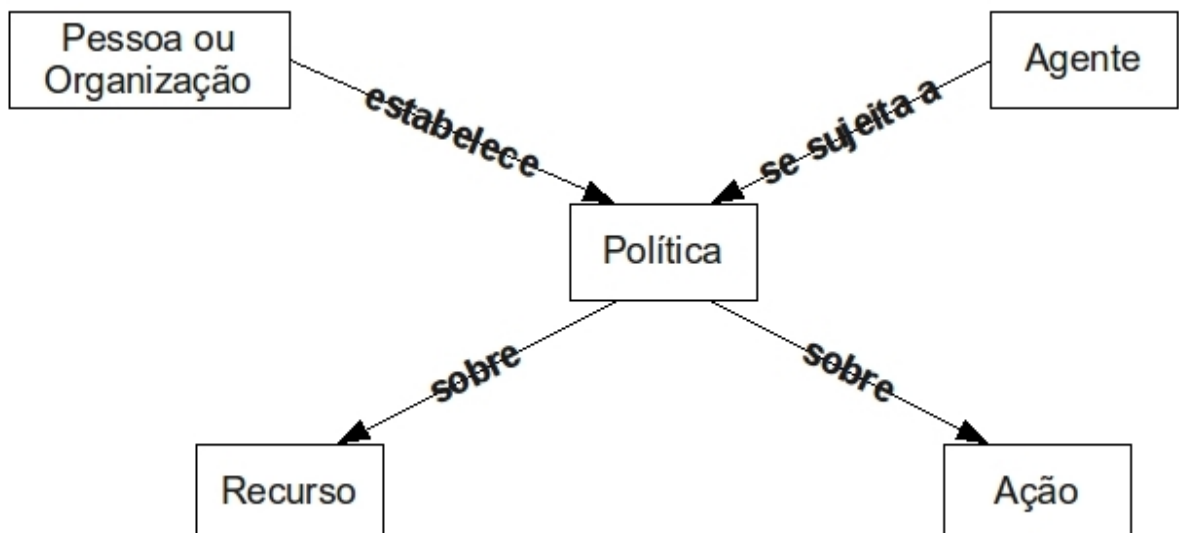 Pessoa ou
Organização
Agente
estabelece
se sujeita a
Política
sobre
sobre
Recurso
Ação